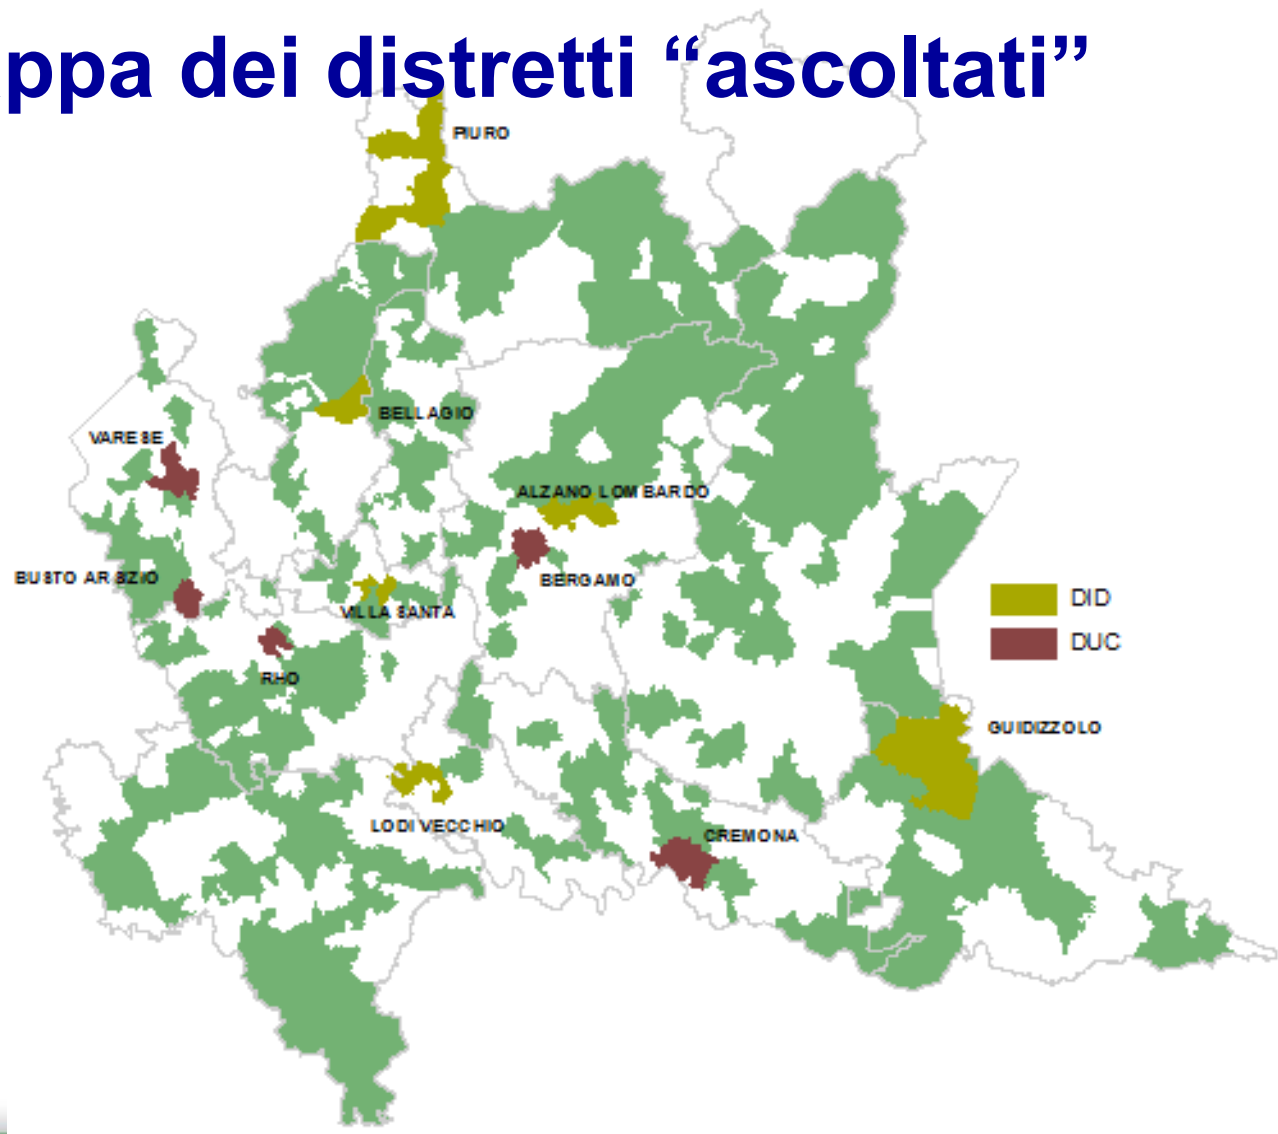 ppa dei distretti “ascoltati”
PIURO
BELLAGIO
VARESE
ALZANO LOMBARDO
BERGAMO
BUSTO ARSIZIO
VILLA SANTA
RHO
DID
DUC
GUIDIZZOLO
LODI VECCHIO
CREMONA